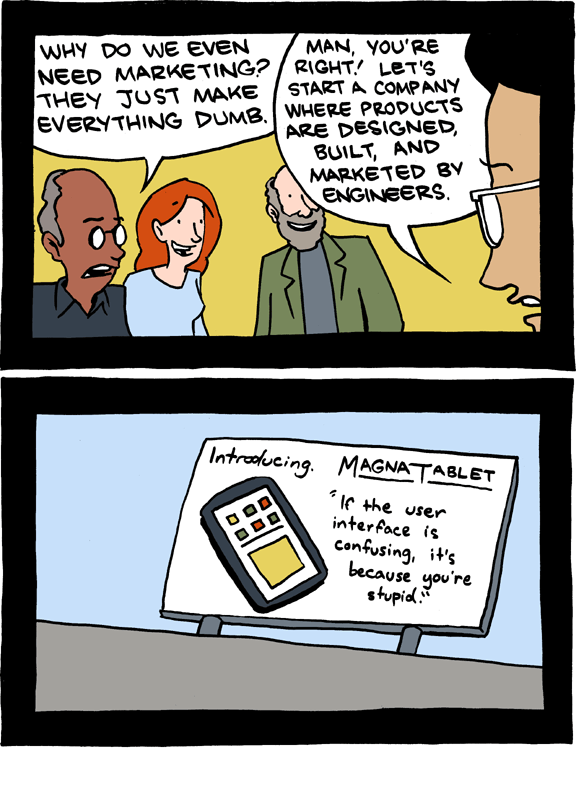 WHY DO WE EVEN
NEED MARKETING?
THEY JUST MAKE
EVERYTHING DUMB.
MAN, YOU'RE
RIGHT! LET'S
START A COMPANY
WHERE PRODUCTS
ARE DESIGNED,
BUILT, AND
MARKETED BY
ENGINEERS.
Introducing. MAGNATABLET
"If the user
interface is
confusing, it's
because you're
stupid."